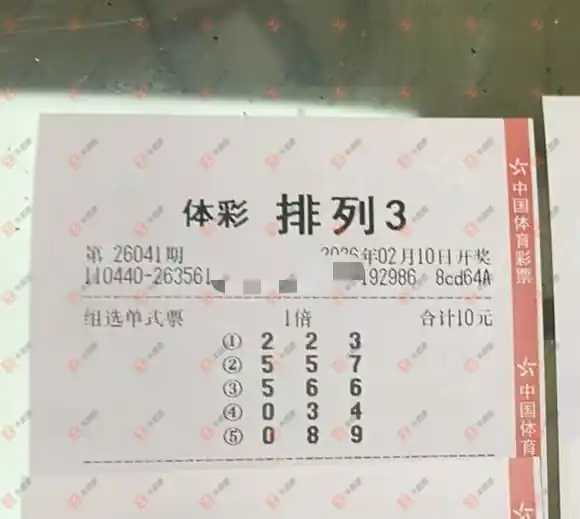 体彩 排列3
第 26041期 2026年02月10日开奖
110440-263561 192986 8cd64A
组选单式票 1倍 合计10元
① 2 2 3
② 5 5 7
③ 5 6 6
④ 0 3 4
⑤ 0 8 9
中国体育彩票
中国体育